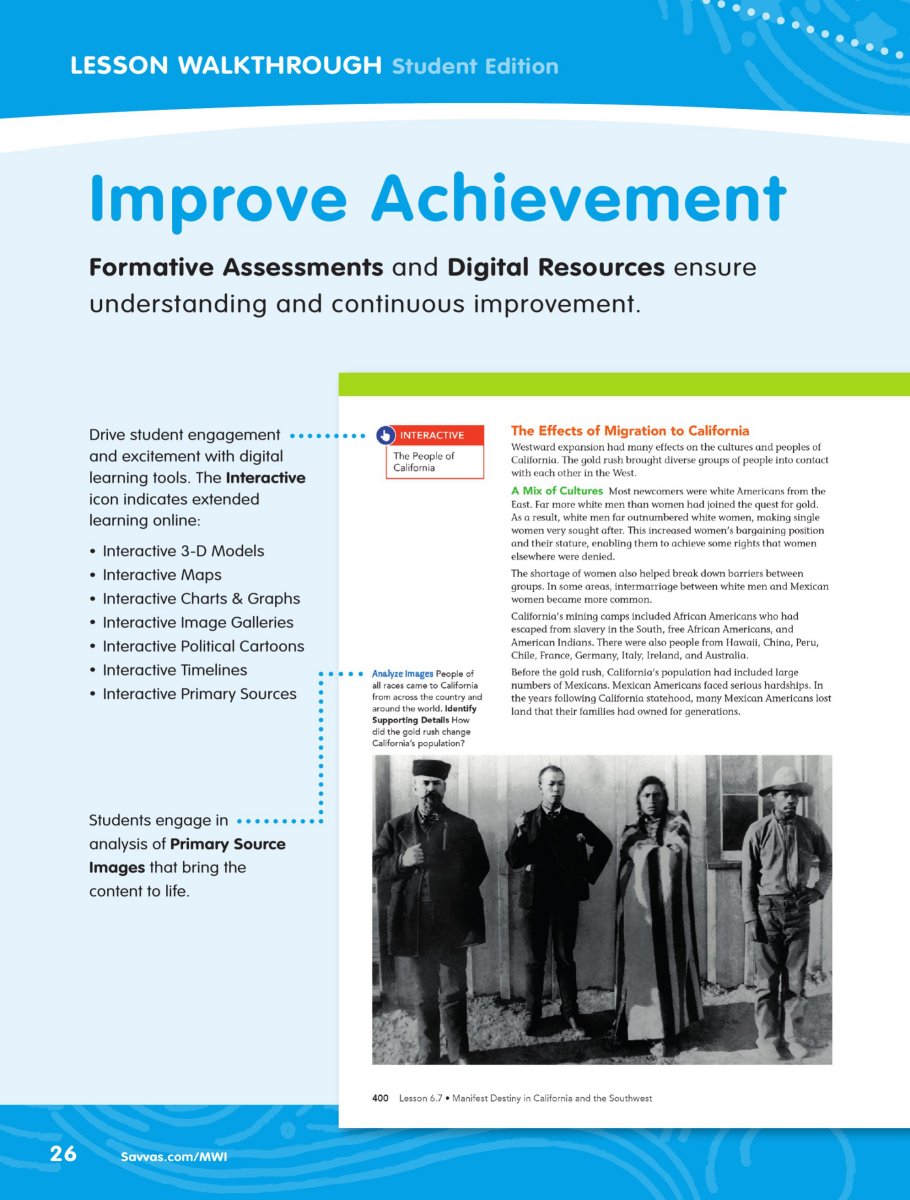 LESSON WALKTHROUGH Student Edition
Improve Achievement
Formative Assessments and Digital Resources ensure
understanding and continuous improvement.
Drive student engagement
and excitement with digital
learning tools. The Interactive
icon indicates extended
learning online:
• Interactive 3-D Models
• Interactive Maps
• Interactive Charts & Graphs
• Interactive Image Galleries
• Interactive Political Cartoons
• Interactive Timelines
• Interactive Primary Sources
Students engage in
analysis of Primary Source
Images that bring the
content to life.
INTERACTIVE
The People of
California
The Effects of Migration to California
Westward expansion had many effects on the cultures and peoples of
California. The gold rush brought diverse groups of people into contact
with each other in the West.
A Mix of Cultures Most newcomers were white Americans from the
East. Far more white men than women had joined the quest for gold.
As a result, white men far outnumbered white women, making single
women very sought after. This increased women's bargaining position
and their stature, enabling them to achieve some rights that women
elsewhere were denied.
The shortage of women also helped break down barriers between
groups. In some areas, intermarriage between white men and Mexican
women became more common.
California's mining camps included African Americans who had
escaped from slavery in the South, free African Americans, and
American Indians. There were also people from Hawaii, China, Peru,
Chile, France, Germany, Italy, Ireland, and Australia.
Before the gold rush, California's population had included large
numbers of Mexicans. Mexican Americans faced serious hardships. In
the years following California statehood, many Mexican Americans lost
land that their families had owned for generations.
Analyze Images People of
all races came to California
from across the country and
around the world. Identify
Supporting Details How
did the gold rush change
California's population?
400 Lesson 6.7 • Manifest Destiny in California and the Southwest
26 Savvas.com/MWI